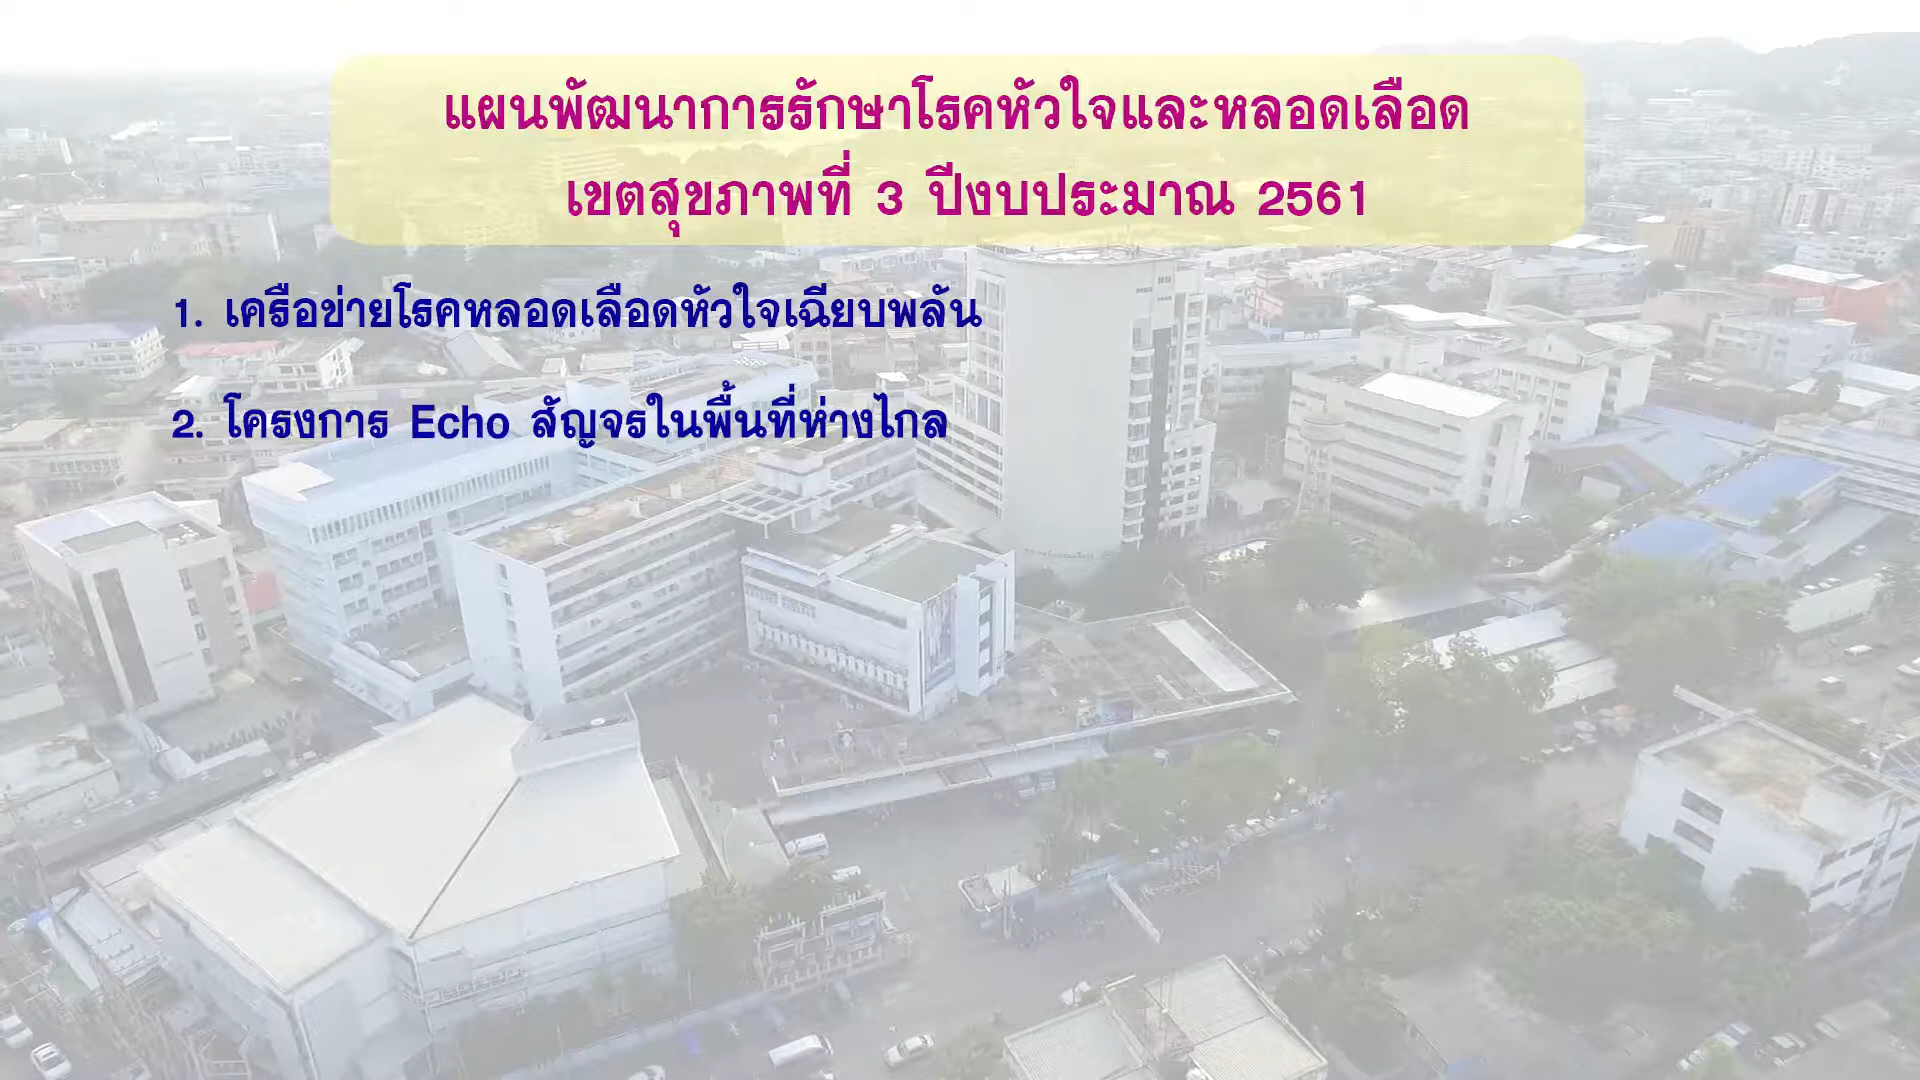 แผนพัฒนาการรักษาโรคหัวใจและหลอดเลือด
เขตสุขภาพที่ 3 ปีงบประมาณ 2561
1. เครือข่ายโรคหลอดเลือดหัวใจเฉียบพลัน
2. โครงการ Echo สัญจรในพื้นที่ห่างไกล